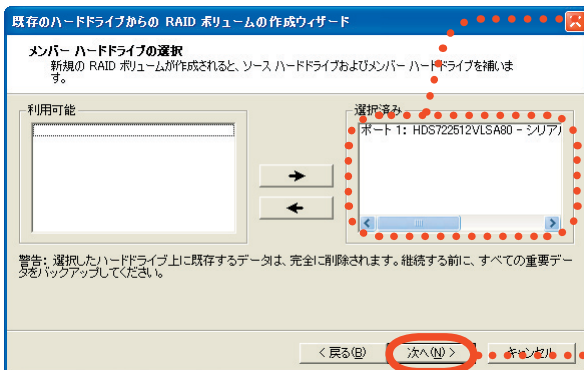 既存のハードドライブからの RAID ボリュームの作成ウィザード
メンバー ハードドライブの選択
新規の RAID ボリュームが作成されると、ソース ハードドライブおよびメンバー ハードドライブを補いま
す。
利用可能
選択済み
ポート 1: HDS722512VLSA80 - シリアル
警告: 選択したハードドライブ上に既存するデータは、完全に削除されます。継続する前に、すべての重要デー
タをバックアップしてください。
< 戻る(B)
次へ(N) >
キャンセル